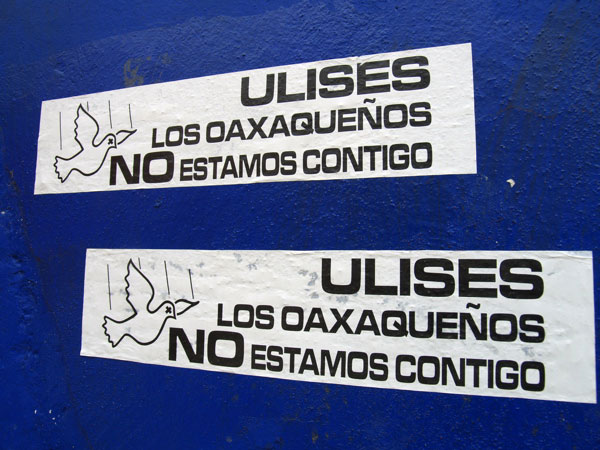 ULISES
LOS OAXAQUEÑOS
NO ESTAMOS CONTIGO
ULISES
LOS OAXAQUEÑOS
NO ESTAMOS CONTIGO